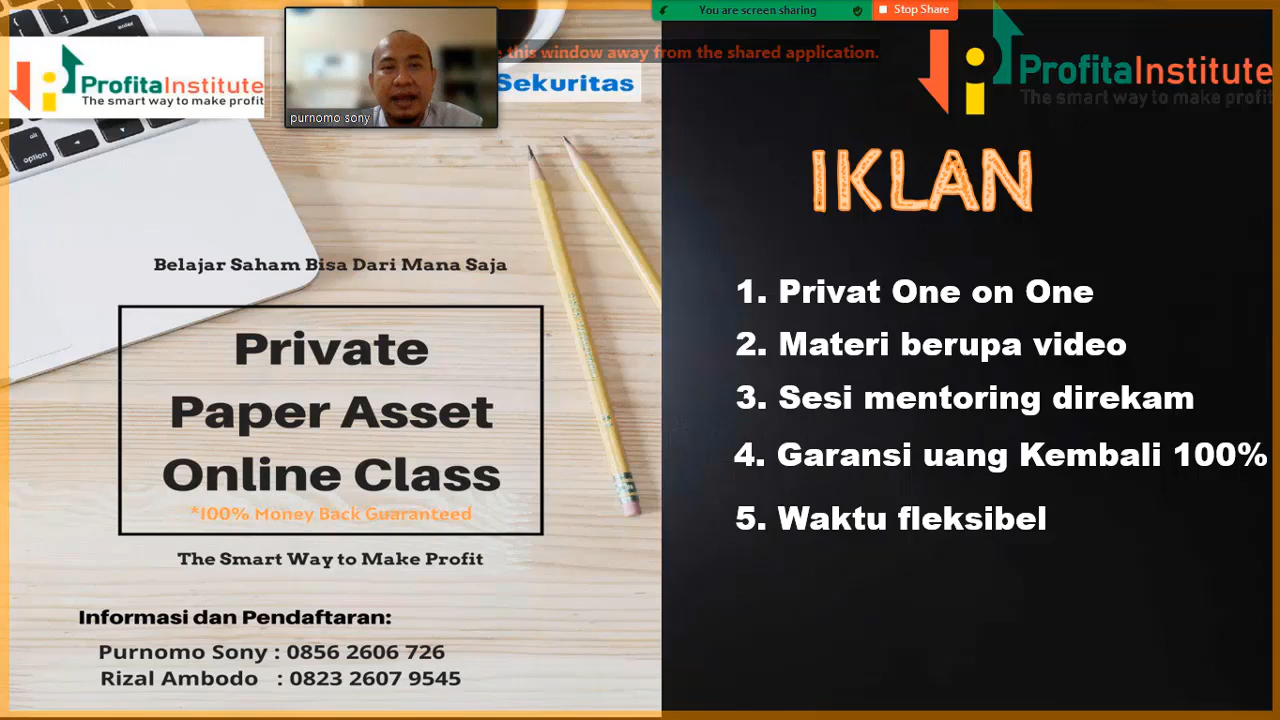 You are screen sharing
Stop Share
this window away from the shared application.
ProfitaInstitute
The smart way to make profit
Sekuritas
purnomo sony
alt
option
Belajar Saham Bisa Dari Mana Saja
Private
Paper Asset
Online Class
*100% Money Back Guaranteed
The Smart Way to Make Profit
Informasi dan Pendaftaran:
Purnomo Sony : 0856 2606 726
Rizal Ambodo : 0823 2607 9545
ProfitaInstitute
The smart way to make profit
IKLAN
1. Privat One on One
2. Materi berupa video
3. Sesi mentoring direkam
4. Garansi uang Kembali 100%
5. Waktu fleksibel